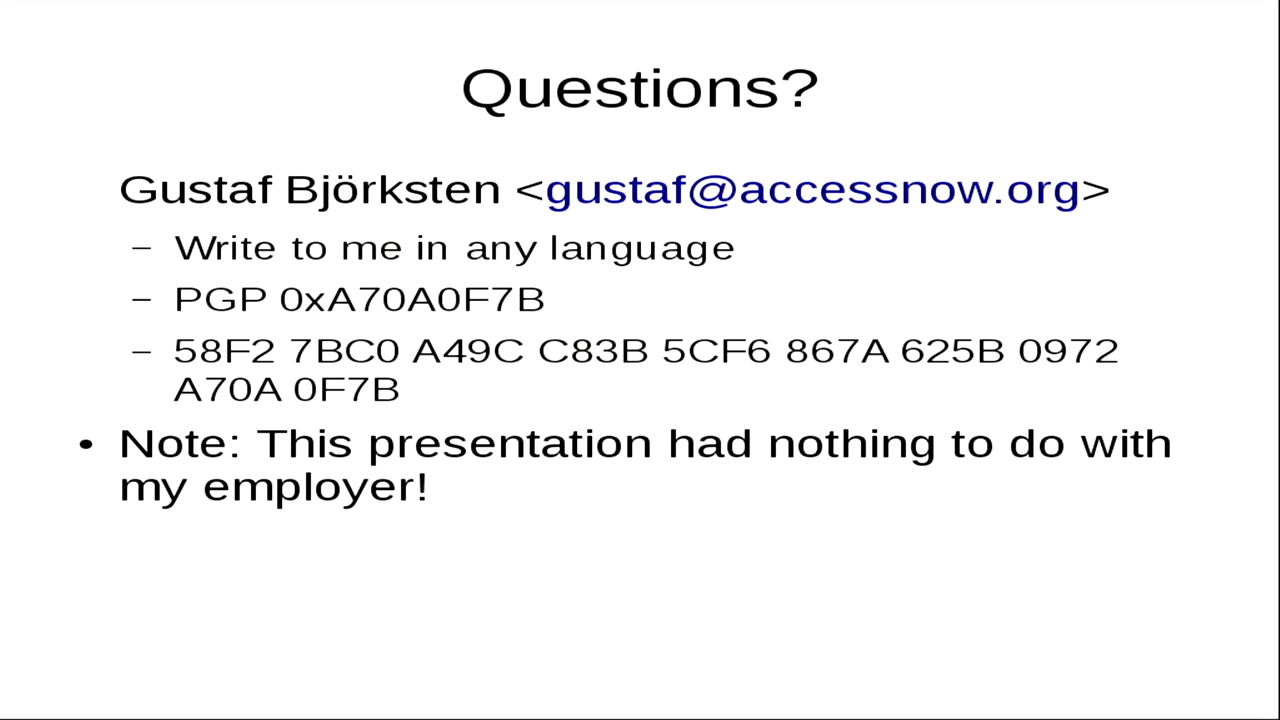 Questions?
Gustaf Björksten <gustaf@accessnow.org>
– Write to me in any language
– PGP 0xA70A0F7B
– 58F2 7BC0 A49C C83B 5CF6 867A 625B 0972
A70A 0F7B
• Note: This presentation had nothing to do with
my employer!